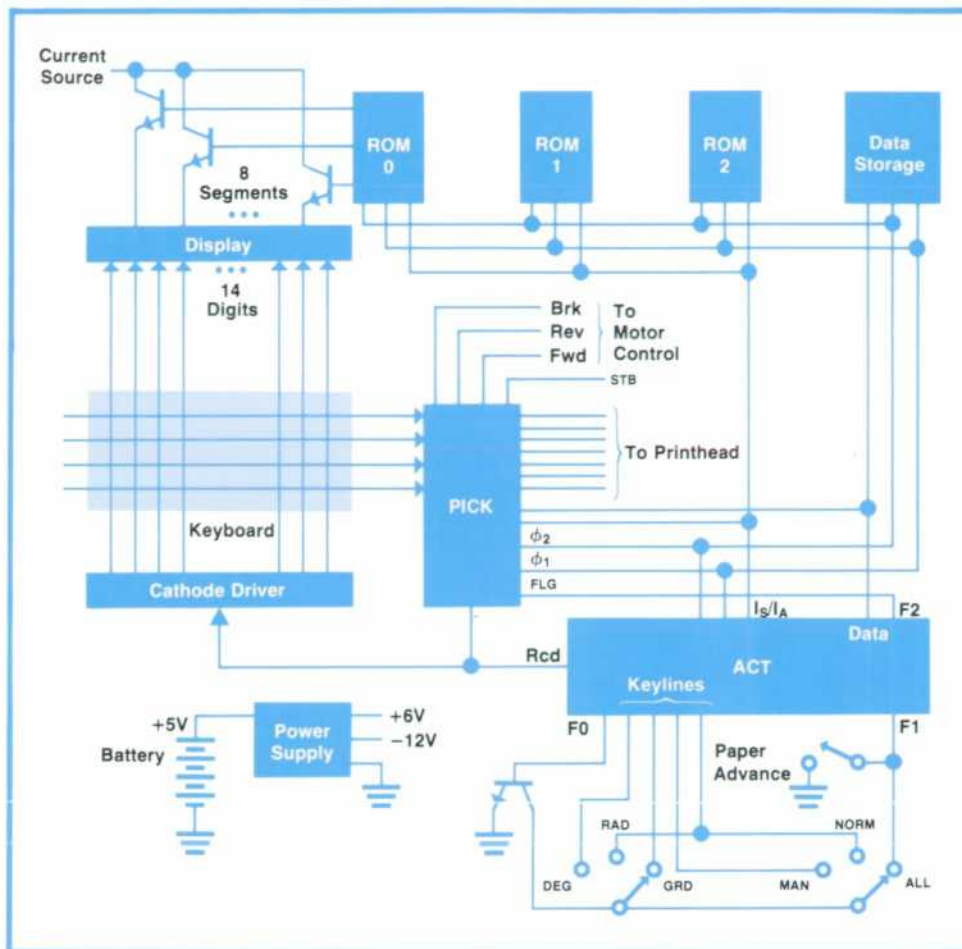 Current
Source
ROM
0
ROM
1
ROM
2
Data
Storage
8
Segments
• • •
Display
• • •
14
Digits
Brk
Rev
Fwd
To
Motor
Control
STB
To Printhead
PICK
Keyboard
ϕ2
ϕ1
FLG
Cathode Driver
IS/IA
F2
Data
Rcd
ACT
Keylines
F0
F1
+5V
Battery
Power
Supply
+6V
−12V
Paper
Advance
RAD
NORM
DEG
GRD
MAN
ALL